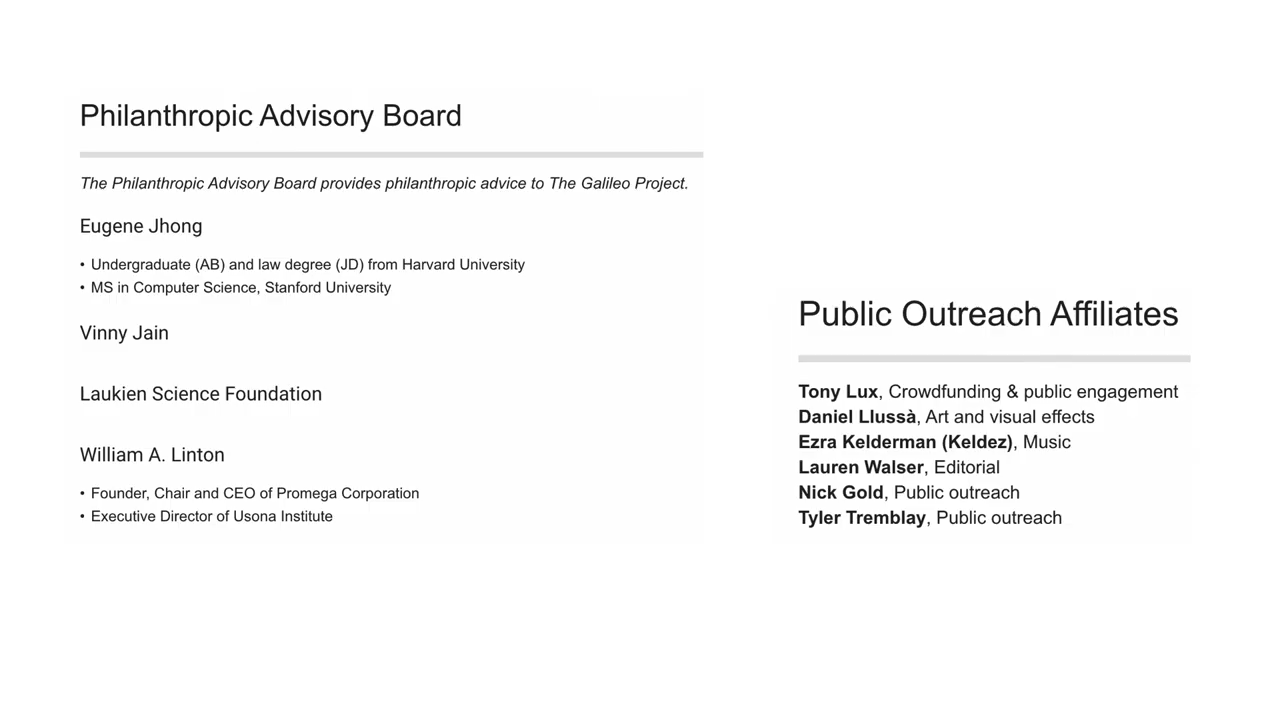 Philanthropic Advisory Board
The Philanthropic Advisory Board provides philanthropic advice to The Galileo Project.
Eugene Jhong
• Undergraduate (AB) and law degree (JD) from Harvard University
• MS in Computer Science, Stanford University
Vinny Jain
Laukien Science Foundation
William A. Linton
• Founder, Chair and CEO of Promega Corporation
• Executive Director of Usona Institute
Public Outreach Affiliates
Tony Lux, Crowdfunding & public engagement
Daniel Llussà, Art and visual effects
Ezra Kelderman (Keldez), Music
Lauren Walser, Editorial
Nick Gold, Public outreach
Tyler Tremblay, Public outreach